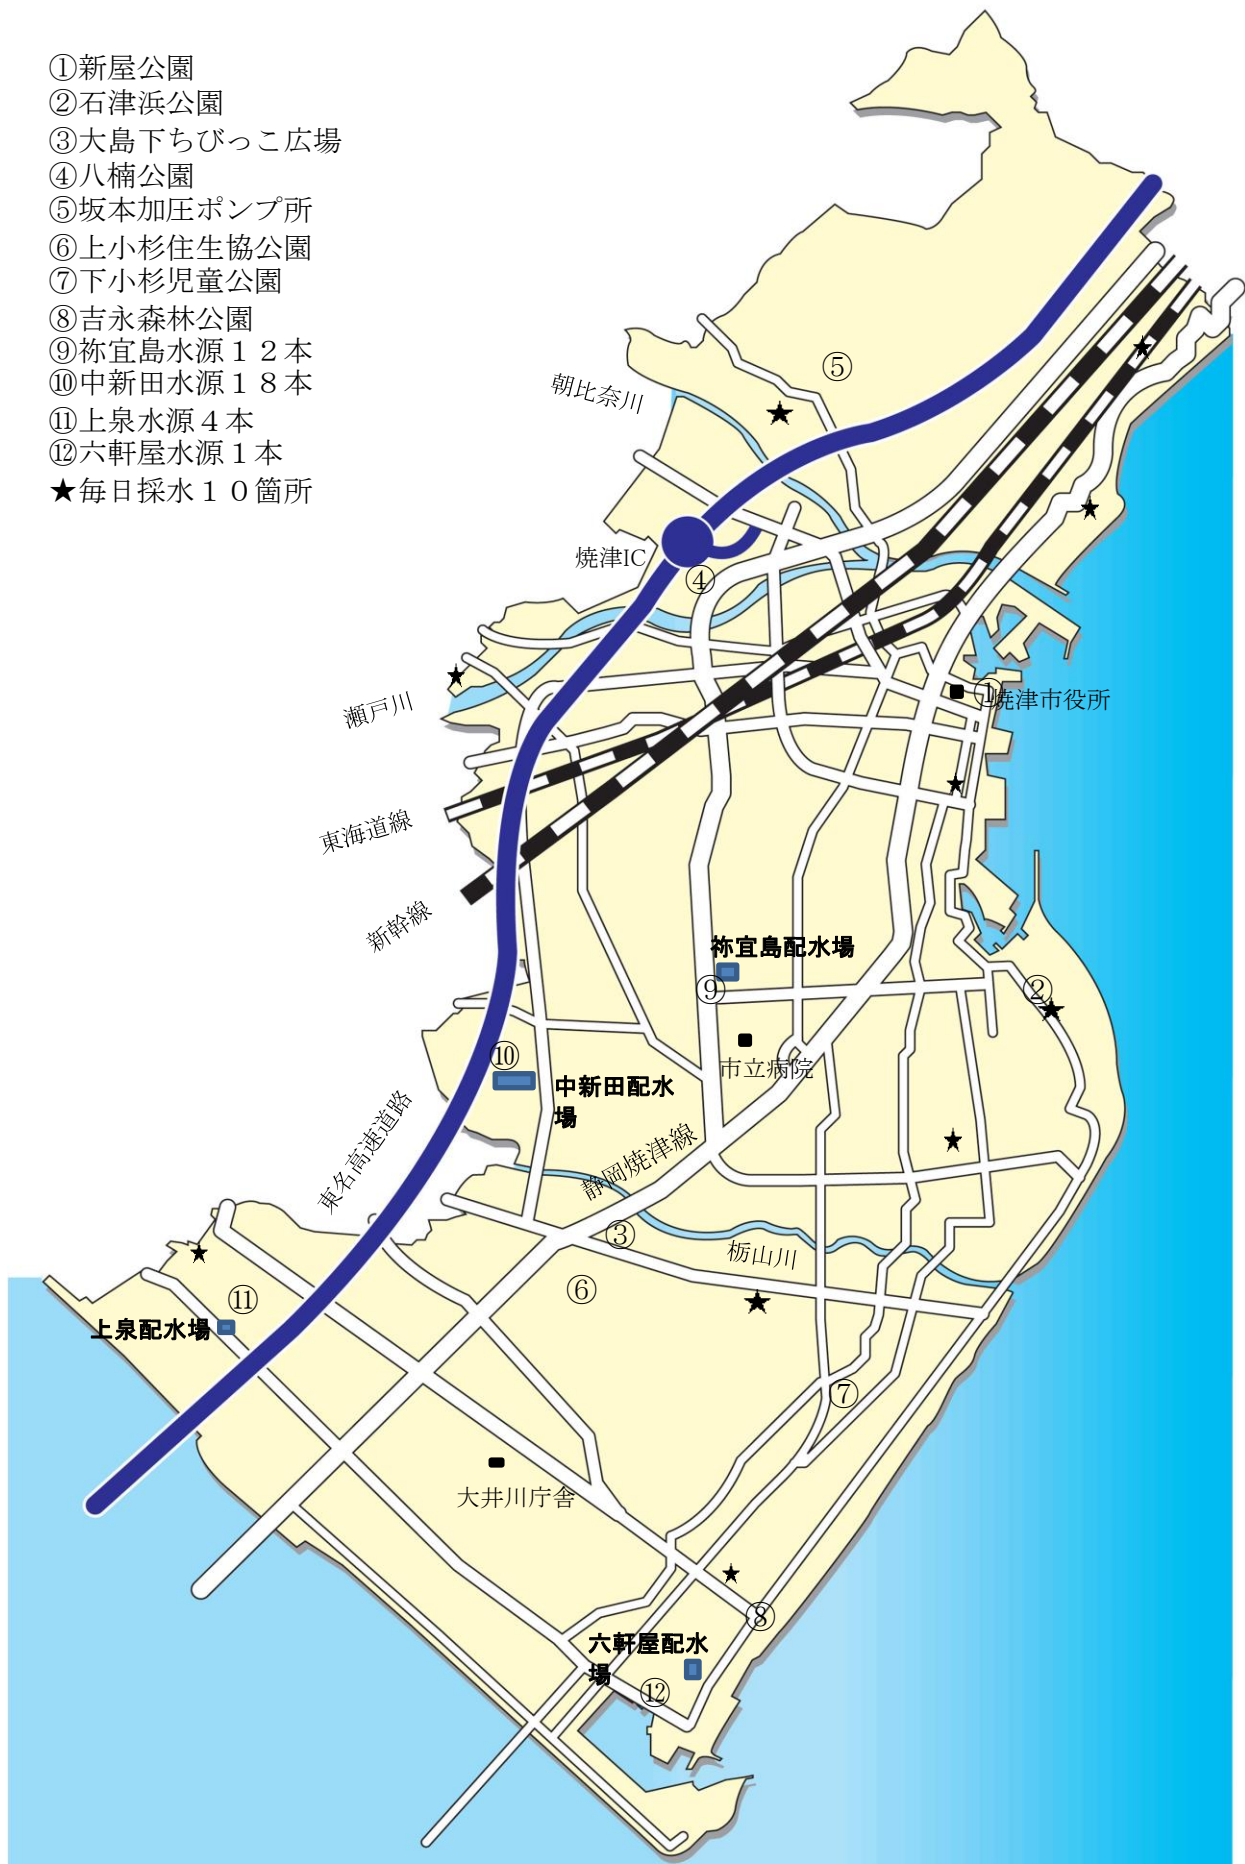 ①新屋公園
②石津浜公園
③大島下ちびっこ広場
④八楠公園
⑤坂本加圧ポンプ所
⑥上小杉住生協公園
⑦下小杉児童公園
⑧吉永森林公園
⑨祢宜島水源１２本
⑩中新田水源１８本
⑪上泉水源４本
⑫六軒屋水源１本
★毎日採水１０箇所
⑤
朝比奈川
焼津IC
④
瀬戸川
①
焼津市役所
東海道線
新幹線
祢宜島配水場
⑨
②
⑩
市立病院
中新田配水
場
東名高速道路
静岡焼津線
③
栃山川
⑥
⑪
上泉配水場
⑦
大井川庁舎
⑧
六軒屋配水
場
⑫